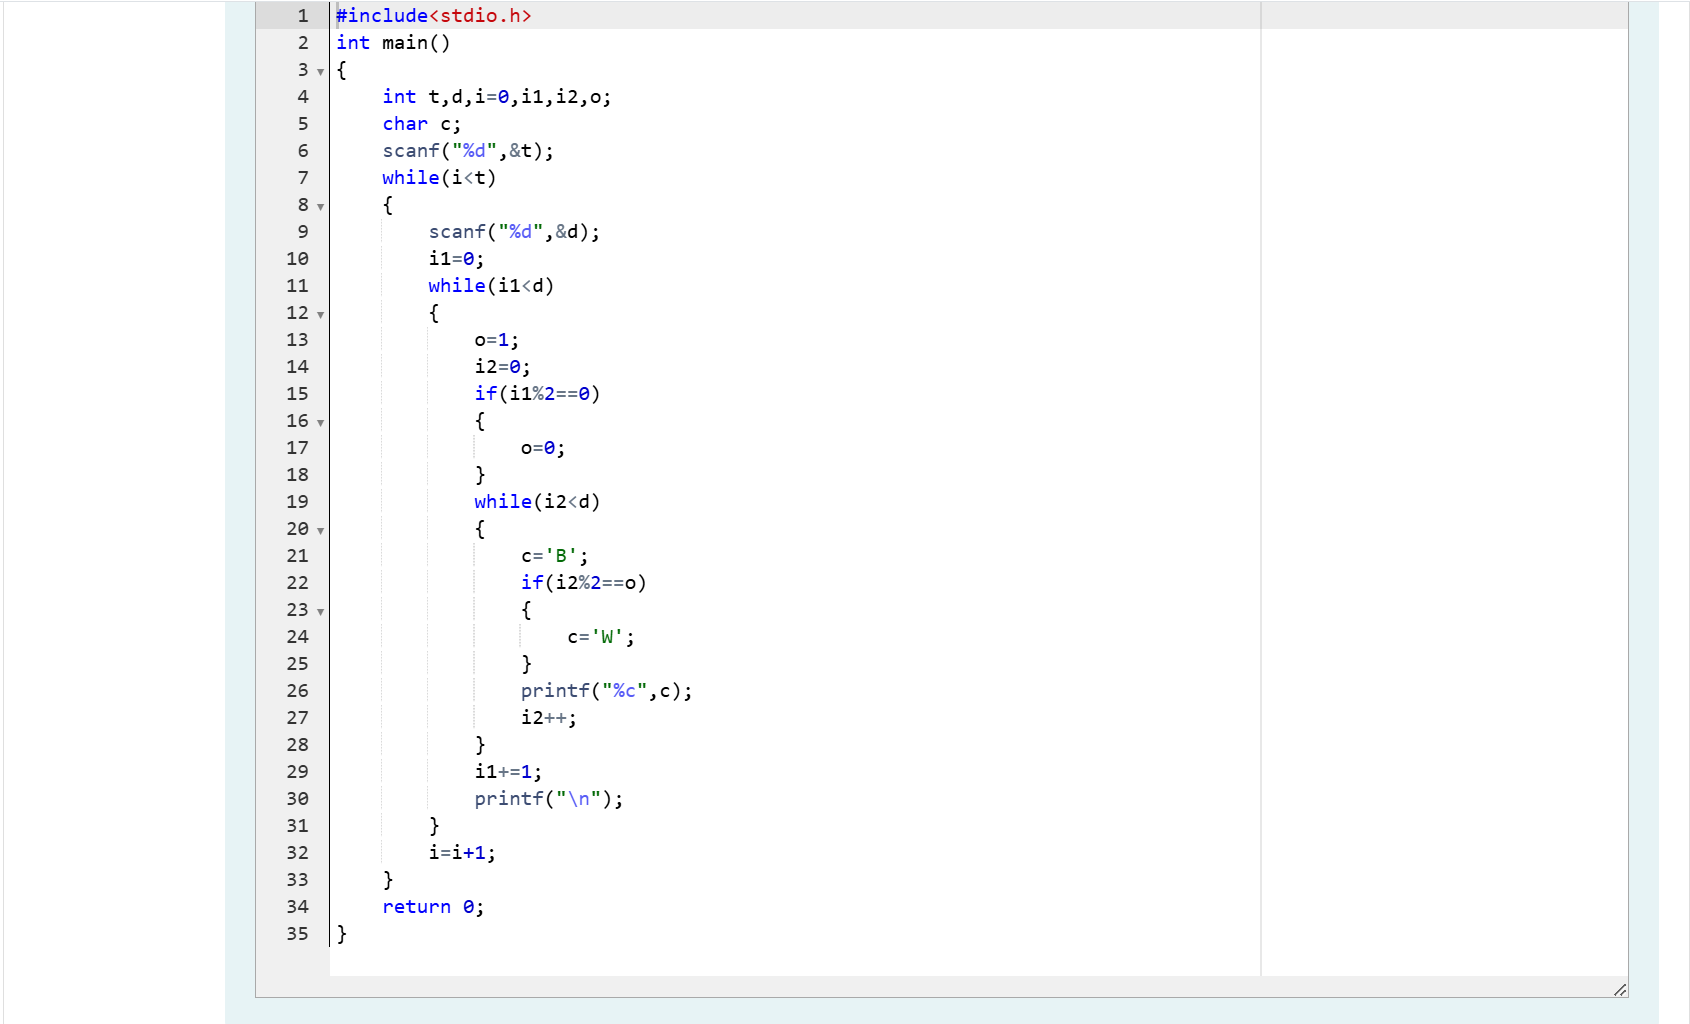 1 #include<stdio.h>
2 int main()
3 {
4     int t,d,i=0,i1,i2,o;
5     char c;
6     scanf("%d",&t);
7     while(i<t)
8     {
9         scanf("%d",&d);
10         i1=0;
11         while(i1<d)
12         {
13             o=1;
14             i2=0;
15             if(i1%2==0)
16             {
17                 o=0;
18             }
19             while(i2<d)
20             {
21                 c='B';
22                 if(i2%2==o)
23                 {
24                     c='W';
25                 }
26                 printf("%c",c);
27                 i2++;
28             }
29             i1+=1;
30             printf("\n");
31         }
32         i=i+1;
33     }
34     return 0;
35 }